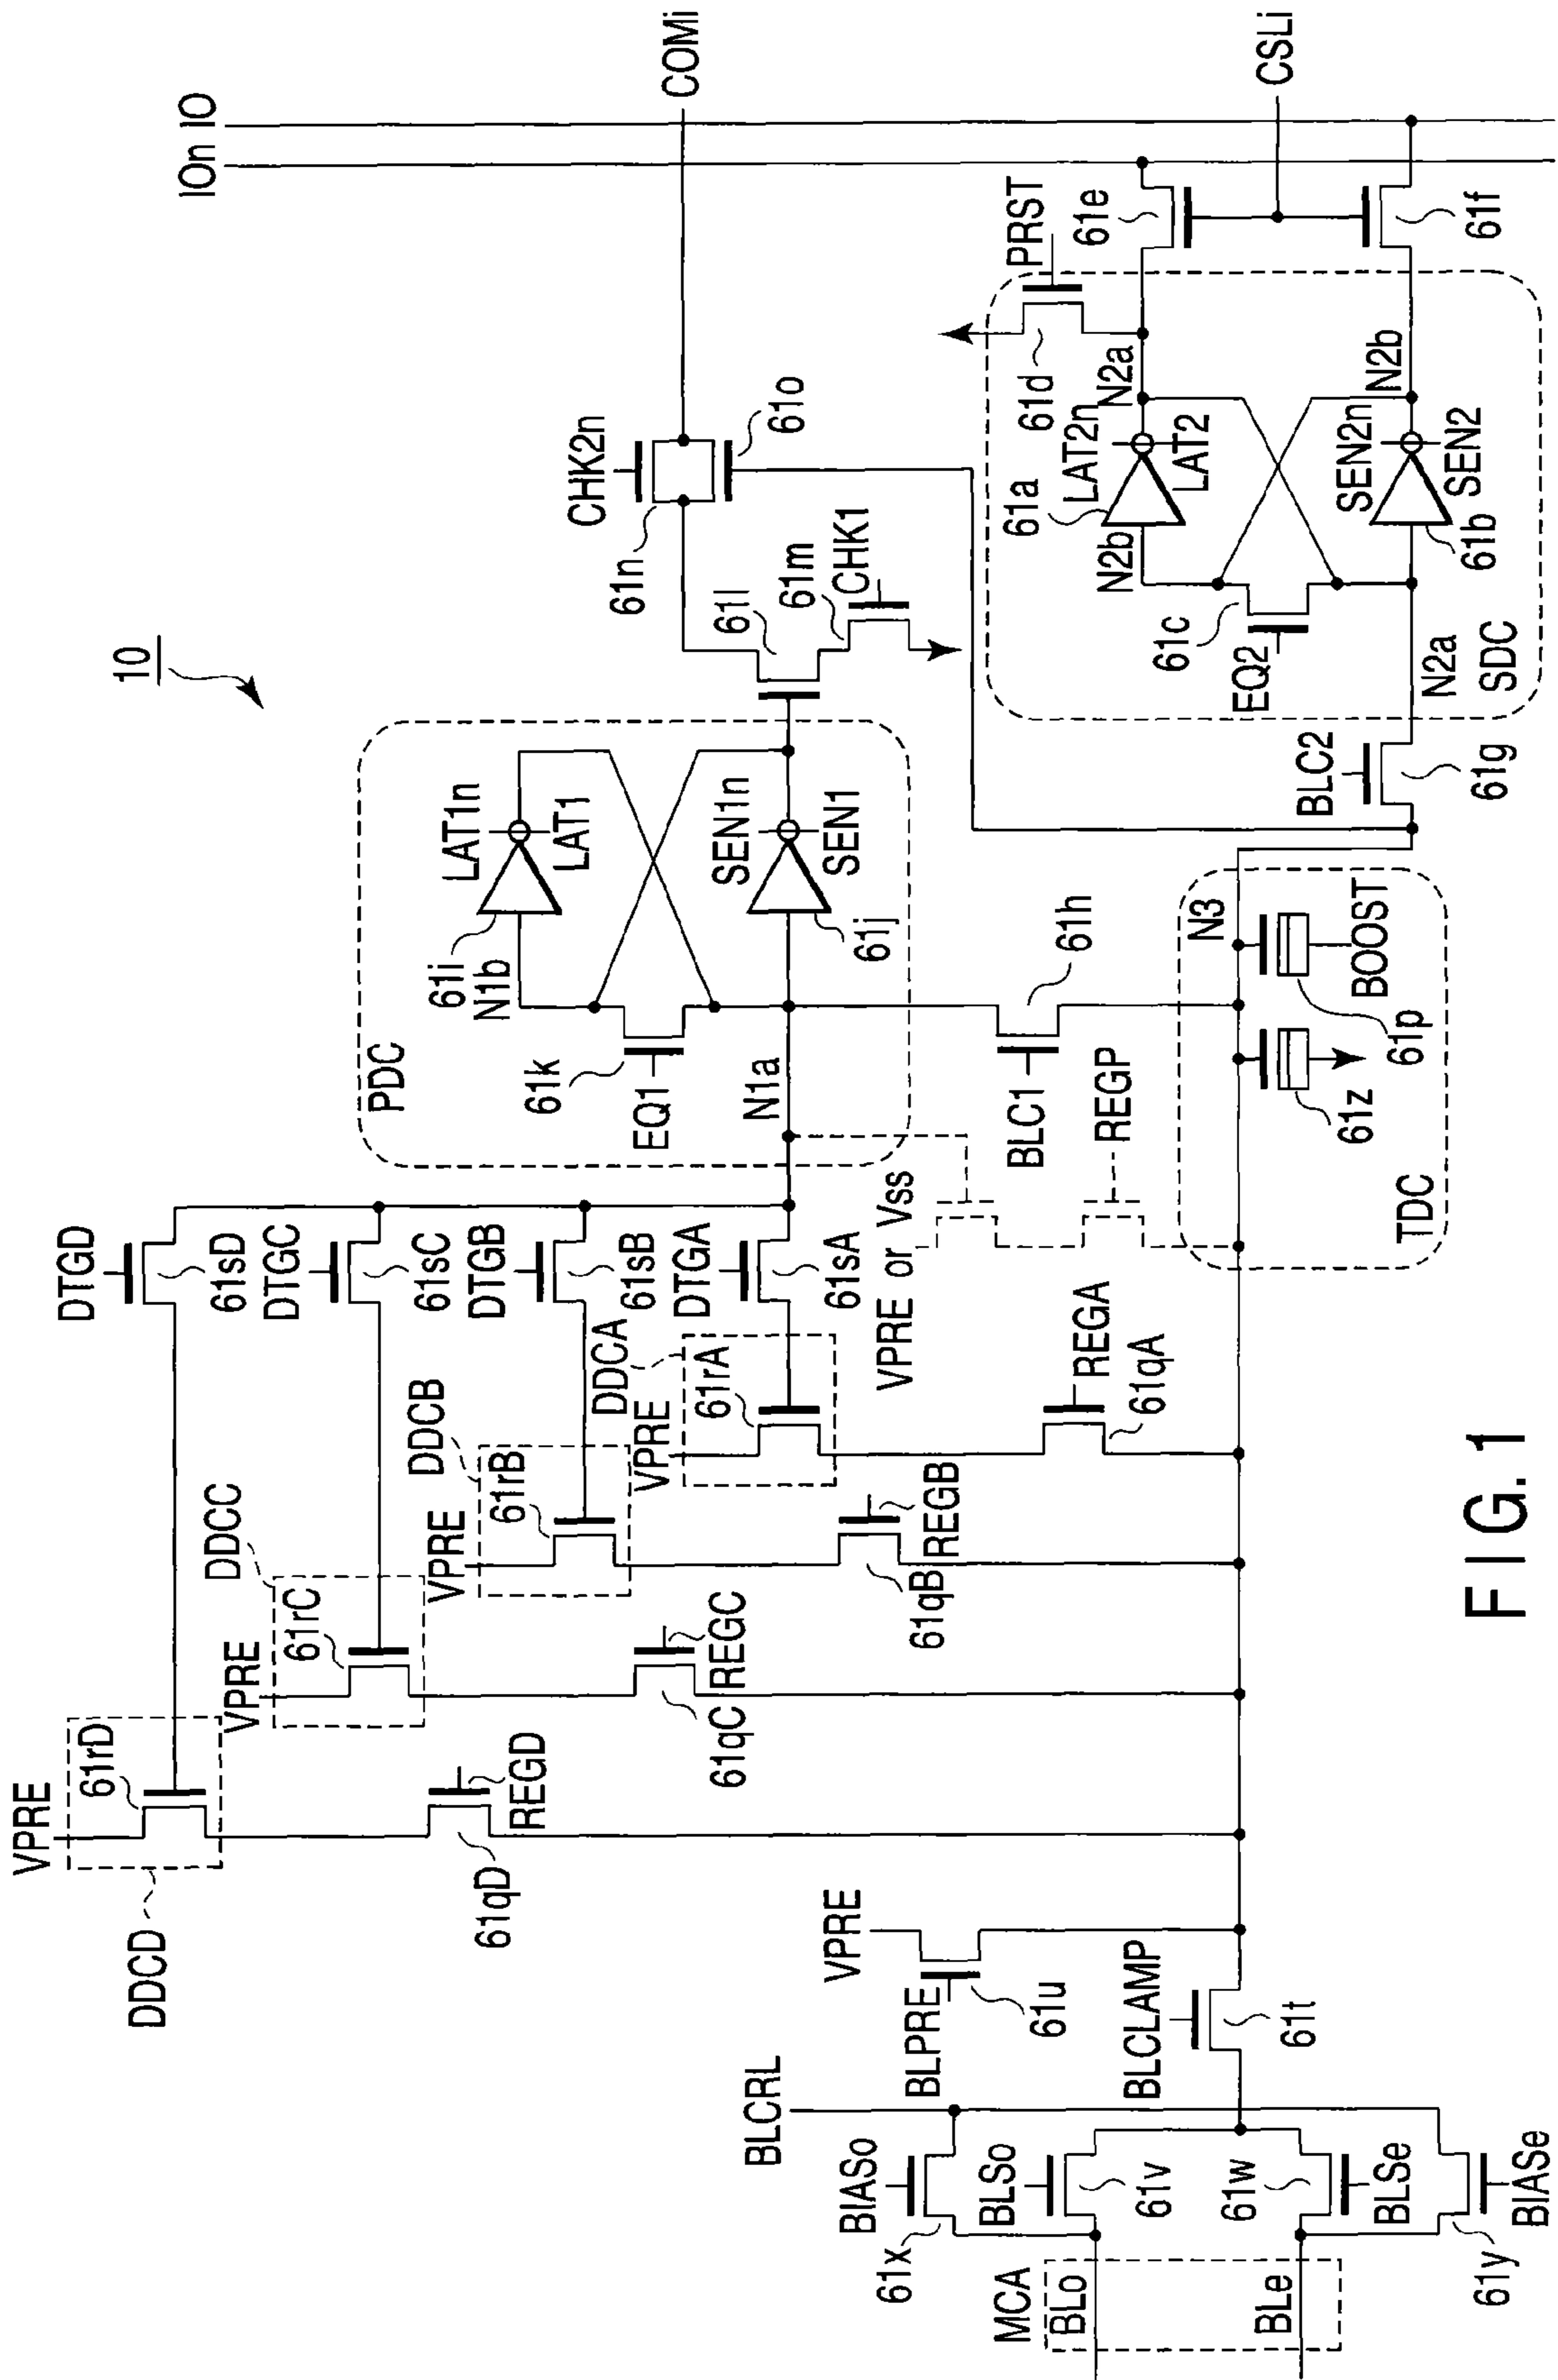 10
IOn IO
COMi
CSLi
VPRE
DDCD
61rD
61qD
REGD
DTGD
61sD
VPRE
DDCC
61rC
61qC
REGC
DTGC
61sC
VPRE
DDCB
61rB
61qB
REGB
DTGB
61sB
VPRE
DDCA
61rA
61qA
REGA
DTGA
61sA
PDC
61k
EQ1
N1a
61i
N1b
LAT1n
LAT1
SEN1n
SEN1
61j
61l
61m
CHK1
61n
CHK2n
61o
VPRE or Vss
REGP
BLC1
61h
TDC
N3
61z
61p
BOOST
BLC2
61g
SDC
N2a
EQ2
61c
N2b
61a
LAT2n
LAT2
SEN2n
SEN2
61b
N2a
N2b
61d
PRST
61e
61f
VPRE
BLPRE
61u
BLCLAMP
61t
BLCRL
BIASo
61x
BLSo
61v
61w
BLSe
BIASe
61y
MCA
BLo
BLe
FIG. 1